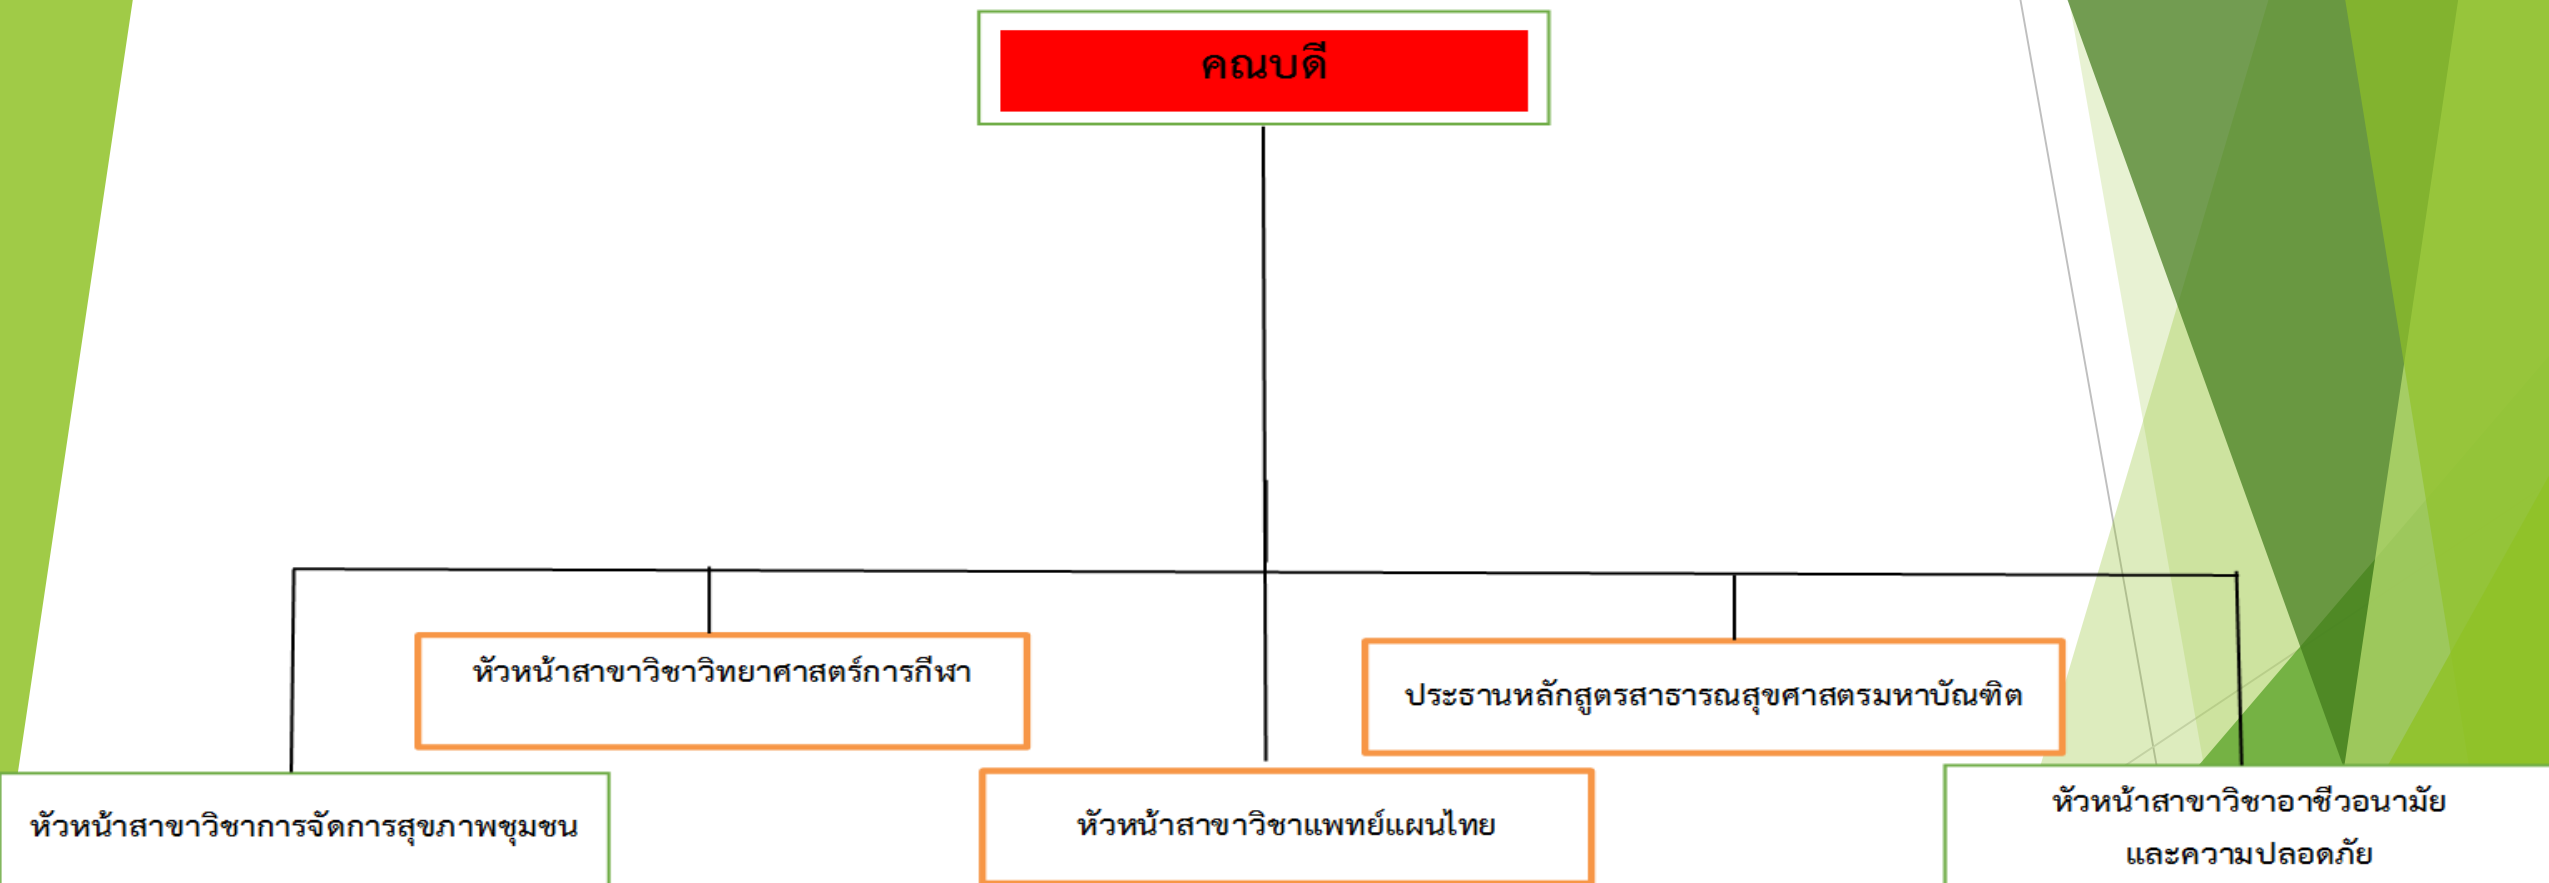 คณบดี
หัวหน้าสาขาวิชาวิทยาศาสตร์การกีฬา
ประธานหลักสูตรสาธารณสุขศาสตรมหาบัณฑิต
หัวหน้าสาขาวิชาการจัดการสุขภาพชุมชน
หัวหน้าสาขาวิชาแพทย์แผนไทย
หัวหน้าสาขาวิชาอาชีวอนามัย
และความปลอดภัย